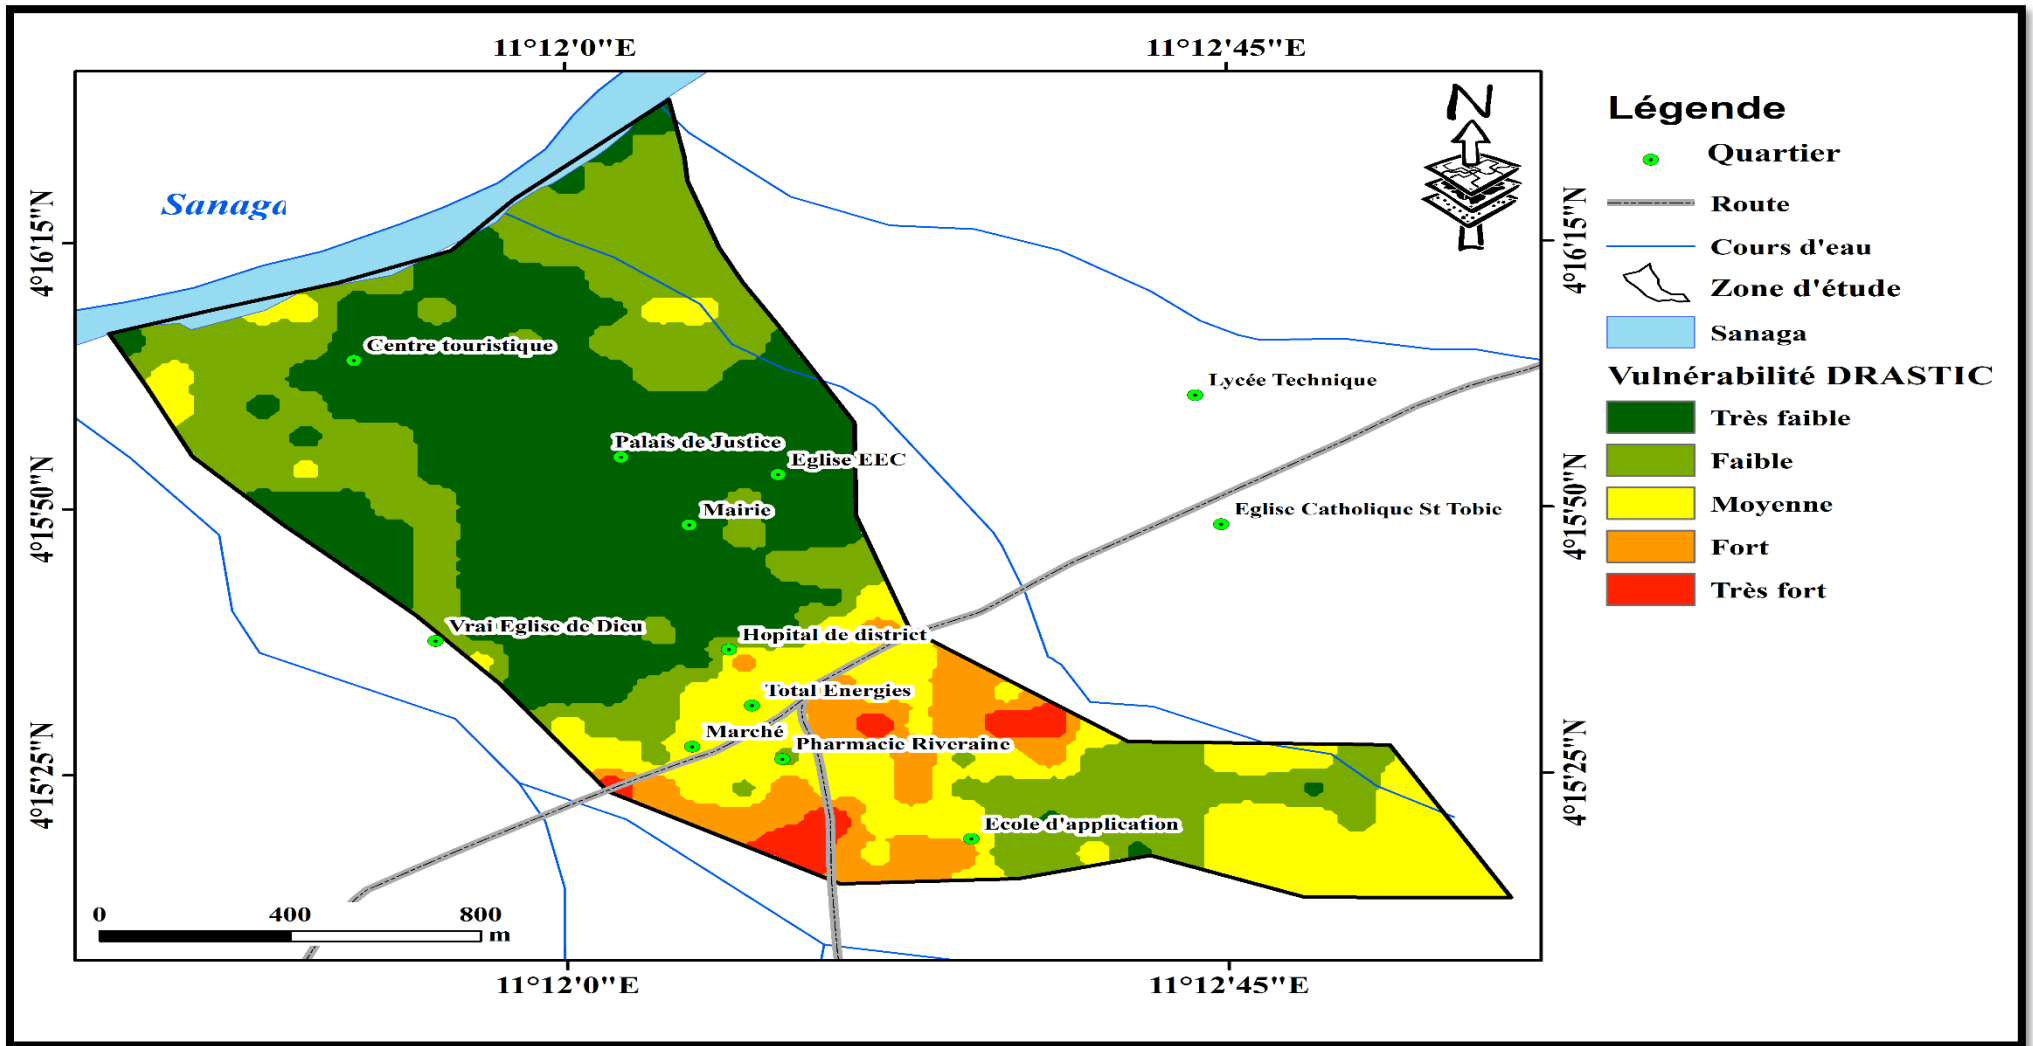 11°12'0"E
11°12'45"E
N
Légende
Quartier
Route
Cours d'eau
Zone d'étude
Sanaga
Vulnérabilité DRASTIC
Très faible
Faible
Moyenne
Fort
Très fort
Sanaga
4°16'15"N
4°16'15"N
Centre touristique
Lycée Technique
Palais de Justice
Eglise EEC
4°15'50"N
4°15'50"N
Mairie
Eglise Catholique St Tobie
Vrai Eglise de Dieu
Hopital de district
Total Energies
Marché
Pharmacie Riveraine
4°15'25"N
4°15'25"N
Ecole d'application
0 400 800
m
11°12'0"E
11°12'45"E